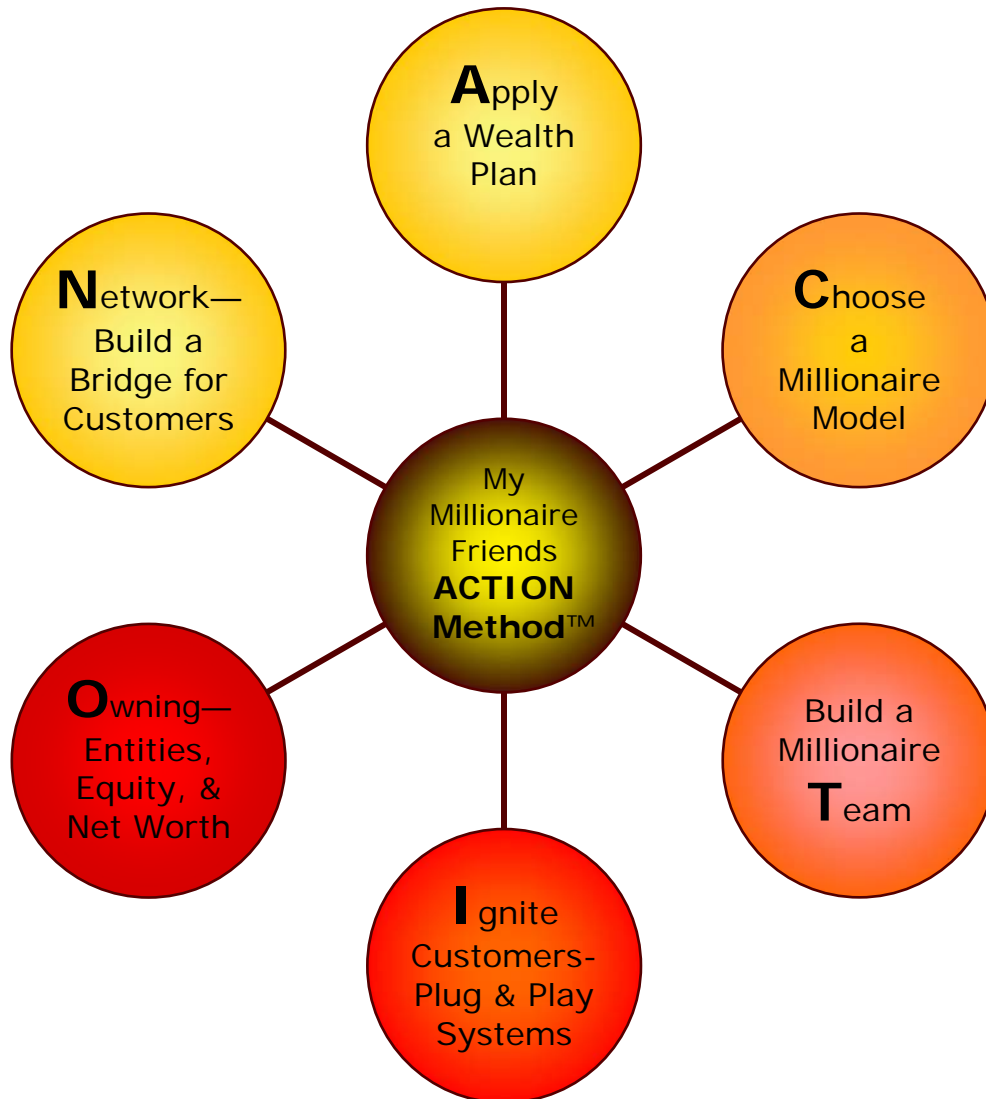 Apply
a Wealth
Plan
Choose
a
Millionaire
Model
Build a
Millionaire
Team
I gnite
Customers-
Plug & Play
Systems
Owning—
Entities,
Equity, &
Net Worth
Network—
Build a
Bridge for
Customers
My
Millionaire
Friends
ACTION
Method™